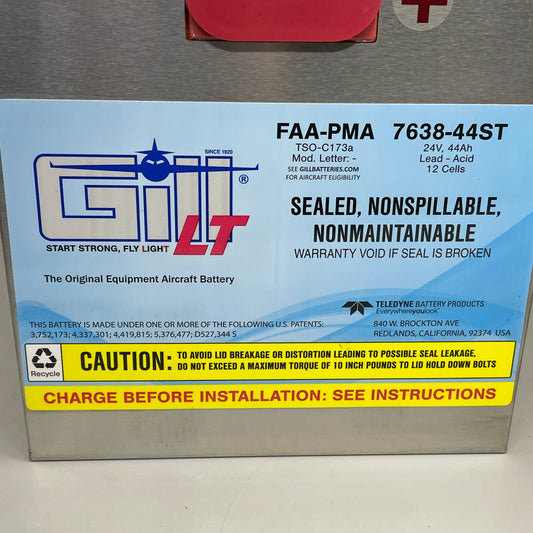 SINCE 1920
Gill®
LT
START STRONG, FLY LIGHT
The Original Equipment Aircraft Battery
FAA-PMA 7638-44ST
TSO-C173a 24V, 44Ah
Mod. Letter: - Lead - Acid
SEE GILLBATTERIES.COM 12 Cells
FOR AIRCRAFT ELIGIBILITY
SEALED, NONSPILLABLE,
NONMAINTAINABLE
WARRANTY VOID IF SEAL IS BROKEN
TELEDYNE BATTERY PRODUCTS
Everywhereyoulook™
THIS BATTERY IS MADE UNDER ONE OR MORE OF THE FOLLOWING U.S. PATENTS:
3,752,173; 4,337,301; 4,419,815; 5,376,477; D527,344 S
840 W. BROCKTON AVE
REDLANDS, CALIFORNIA, 92374 USA
Recycle
CAUTION: TO AVOID LID BREAKAGE OR DISTORTION LEADING TO POSSIBLE SEAL LEAKAGE,
DO NOT EXCEED A MAXIMUM TORQUE OF 10 INCH POUNDS TO LID HOLD DOWN BOLTS
CHARGE BEFORE INSTALLATION: SEE INSTRUCTIONS